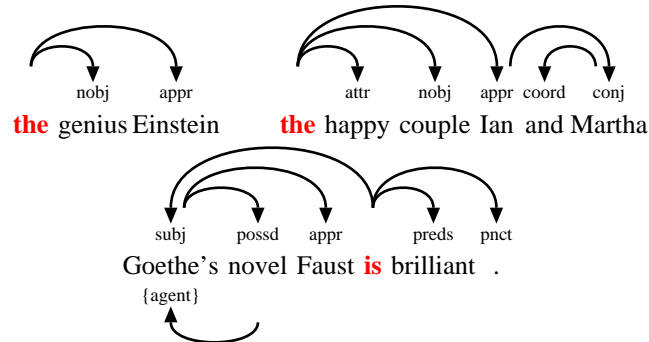 nobj appr attr nobj appr coord conj
the genius Einstein the happy couple Ian and Martha
subj possd appr preds pnct
Goethe's novel Faust is brilliant .
{agent}